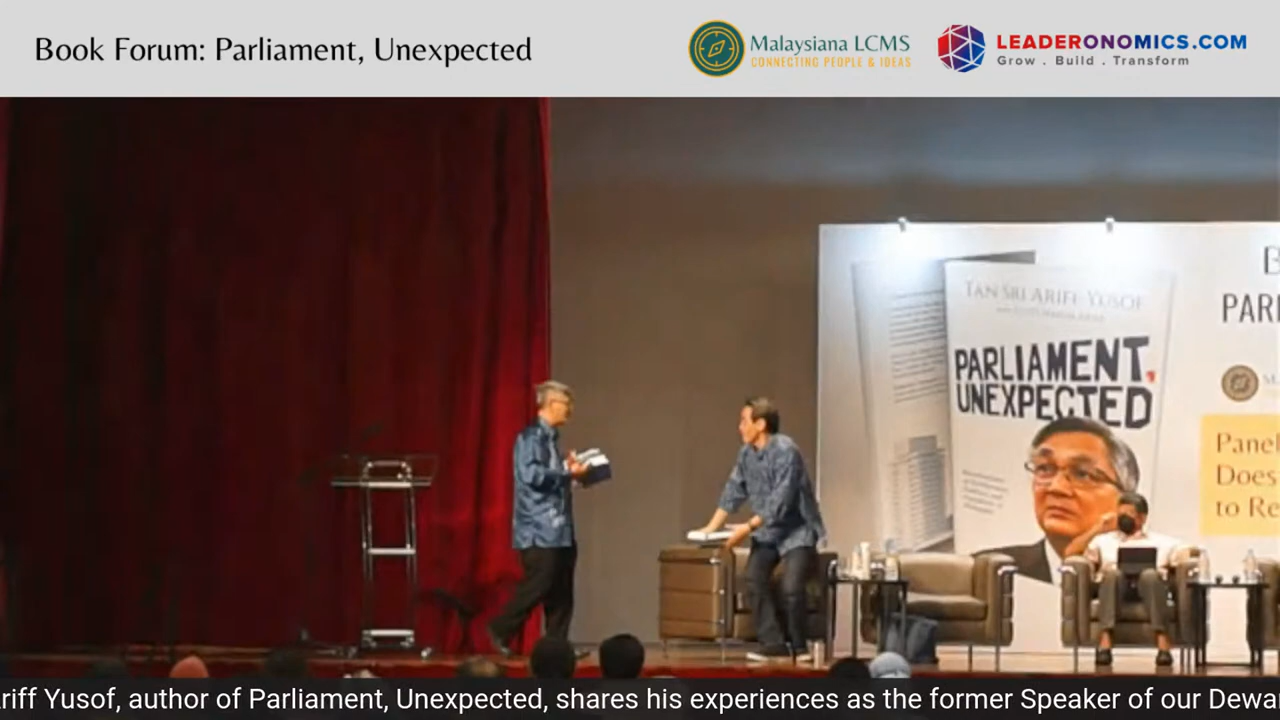 Book Forum: Parliament, Unexpected
Malaysiana LCMS
CONNECTING PEOPLE & IDEAS
LEADERONOMICS.COM
Grow . Build . Transform
TAN SRI ARIFF YUSOF
PARLIAMENT,
UNEXPECTED
B
PARL
Pane
Does
to Re
riff Yusof, author of Parliament, Unexpected, shares his experiences as the former Speaker of our Dewa